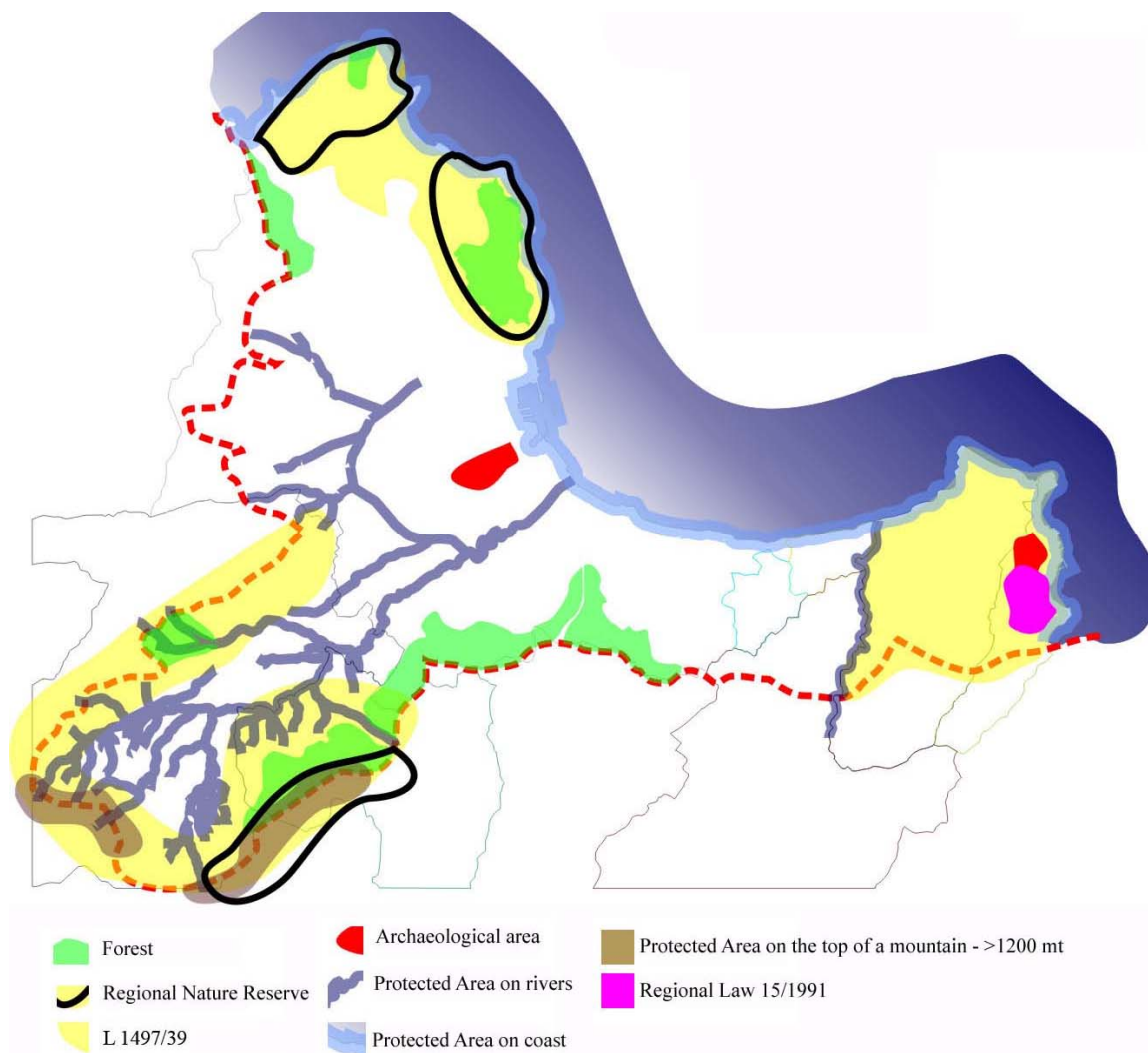 Forest
Regional Nature Reserve
L 1497/39
Archaeological area
Protected Area on rivers
Protected Area on coast
Protected Area on the top of a mountain - >1200 mt
Regional Law 15/1991